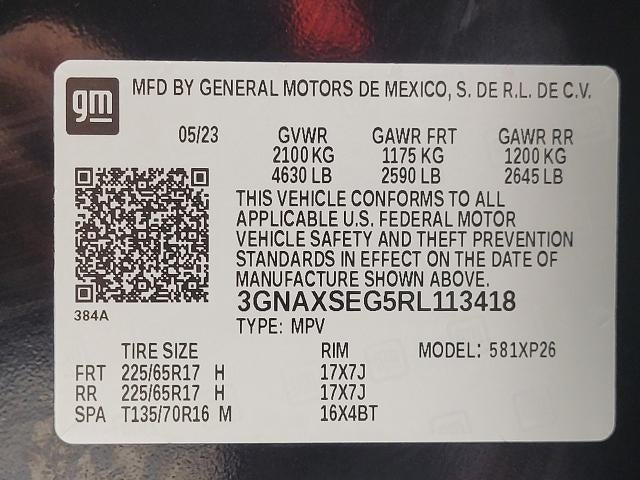 gm
MFD BY GENERAL MOTORS DE MEXICO, S. DE R.L. DE C.V.
05/23 GVWR GAWR FRT GAWR RR
2100 KG 1175 KG 1200 KG
4630 LB 2590 LB 2645 LB
THIS VEHICLE CONFORMS TO ALL
APPLICABLE U.S. FEDERAL MOTOR
VEHICLE SAFETY AND THEFT PREVENTION
STANDARDS IN EFFECT ON THE DATE OF
MANUFACTURE SHOWN ABOVE.
3GNAXSEG5RL113418
384A
TYPE: MPV
TIRE SIZE RIM MODEL: 581XP26
FRT 225/65R17 H 17X7J
RR 225/65R17 H 17X7J
SPA T135/70R16 M 16X4BT